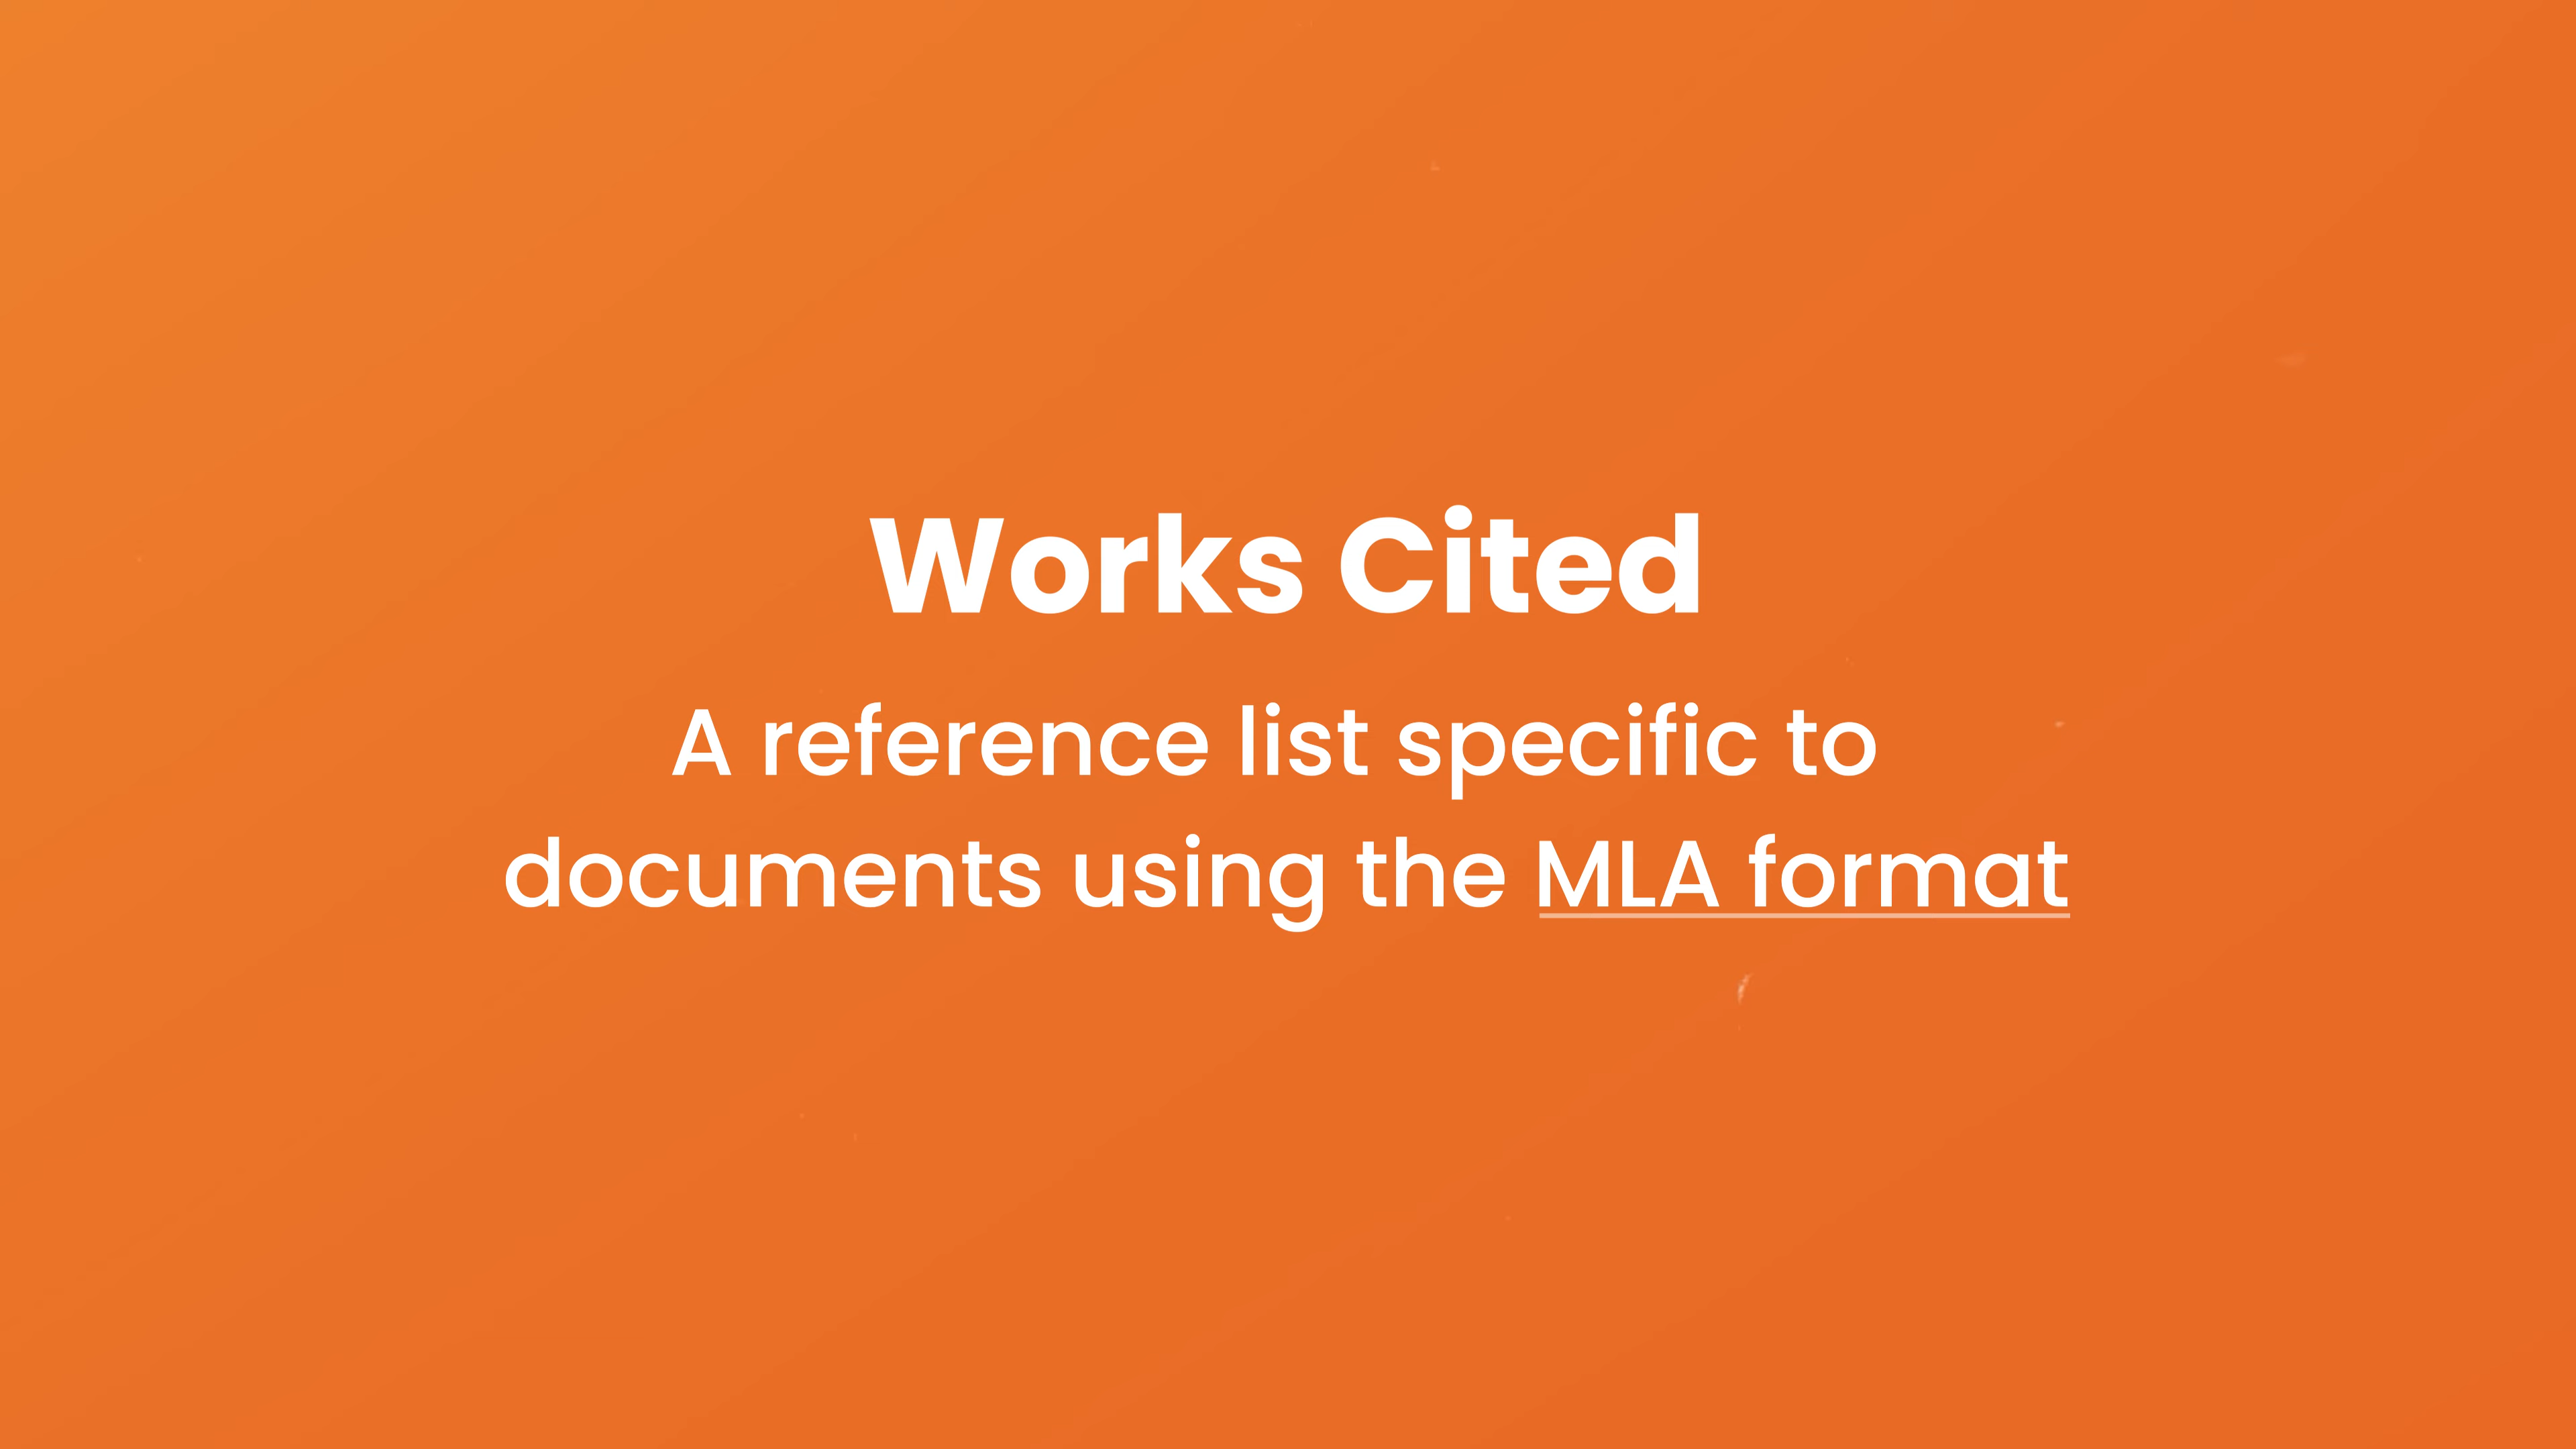 Works Cited
A reference list specific to
documents using the MLA format